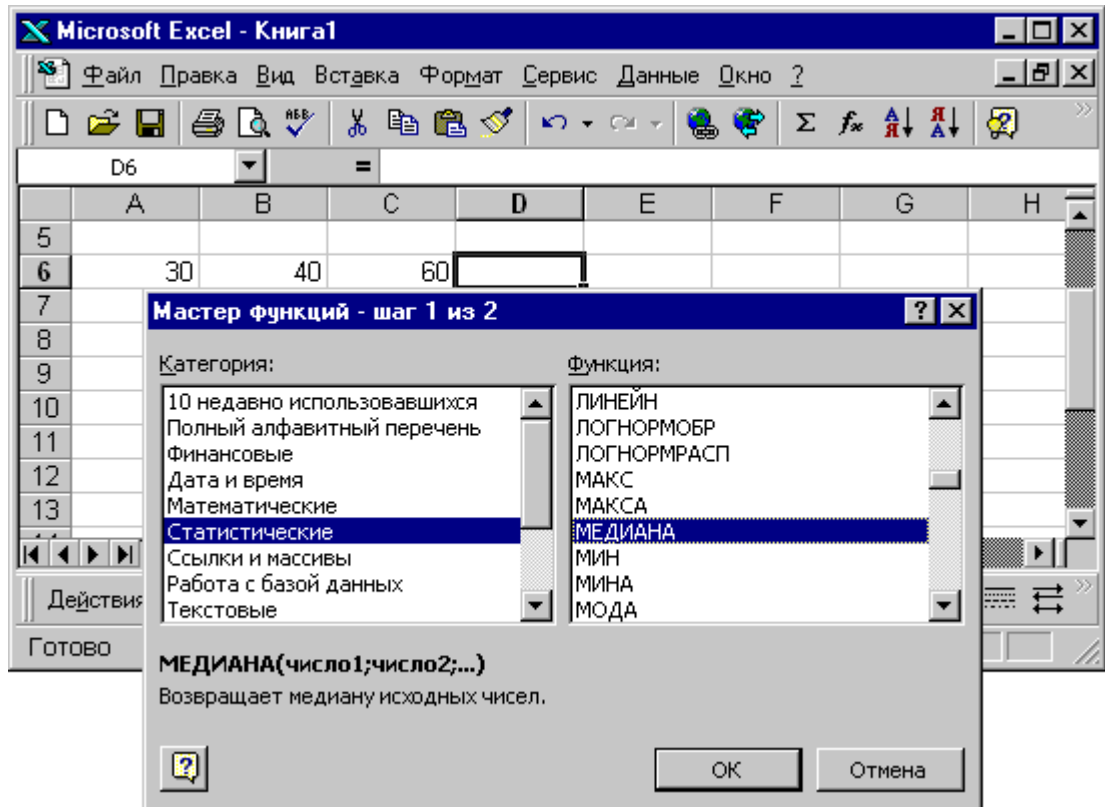 Microsoft Excel - Книга1
Файл Правка Вид Вставка Формат Сервис Данные Окно ?
D6 =
A B C D E F G H
5
6 30 40 60
7
Мастер функций - шаг 1 из 2
8
Категория: Функция:
9
10 недавно использовавшихся ЛИНЕЙН
10
Полный алфавитный перечень ЛОГНОРМОБР
Финансовые ЛОГНОРМРАСП
11
Дата и время МАКС
12
Математические МАКСА
13
Статистические МЕДИАНА
Ссылки и массивы МИН
Работа с базой данных МИНА
Действия
Текстовые МОДА
Готово
МЕДИАНА(число1;число2;...)
Возвращает медиану исходных чисел.
ОК Отмена